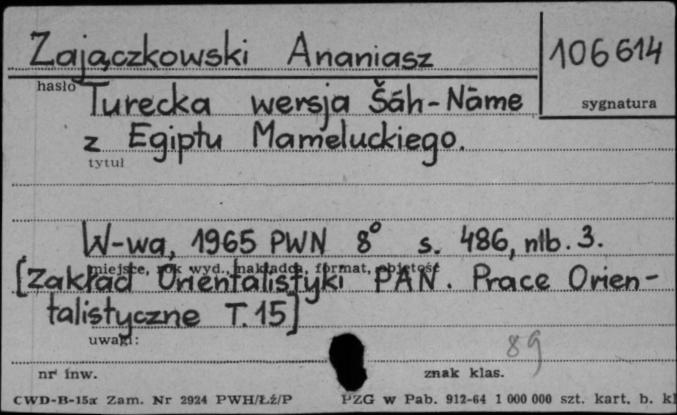 Zajączkowski Ananiasz
106614
hasło
sygnatura
Turecka wersja Šāh-Nāme
z Egiptu Mameluckiego.
tytuł
W-wa, 1965 PWN 8° s. 486, nlb. 3.
miejsce, rok wyd., nakładca, format, objętość
[Zakład Orientalistyki PAN. Prace Orien-
talistyczne T. 15]
uwagi:
89
nr inw.
znak klas.
CWD-B-15a Zam. Nr 2924 PWH/Łź/P PZG w Pab. 912-64 1 000 000 szt. kart. b. kl